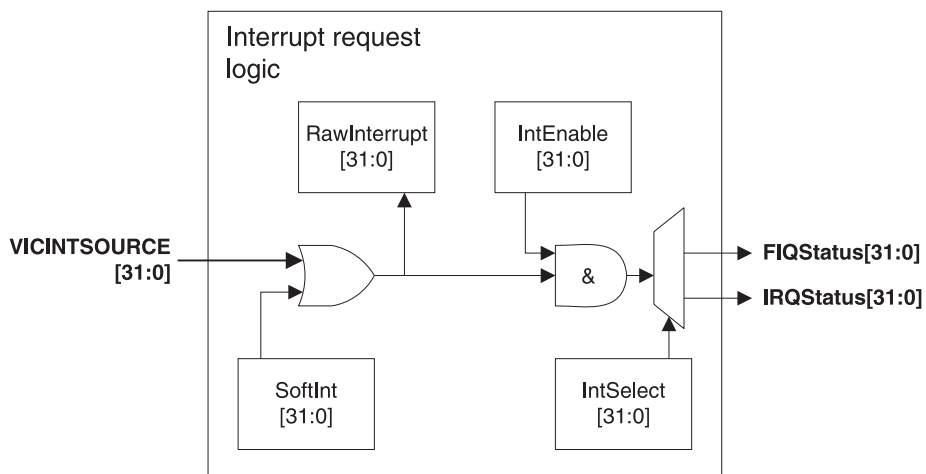 Interrupt request
logic
RawInterrupt
[31:0]
IntEnable
[31:0]
VICINTSOURCE
[31:0]
&
FIQStatus[31:0]
IRQStatus[31:0]
SoftInt
[31:0]
IntSelect
[31:0]